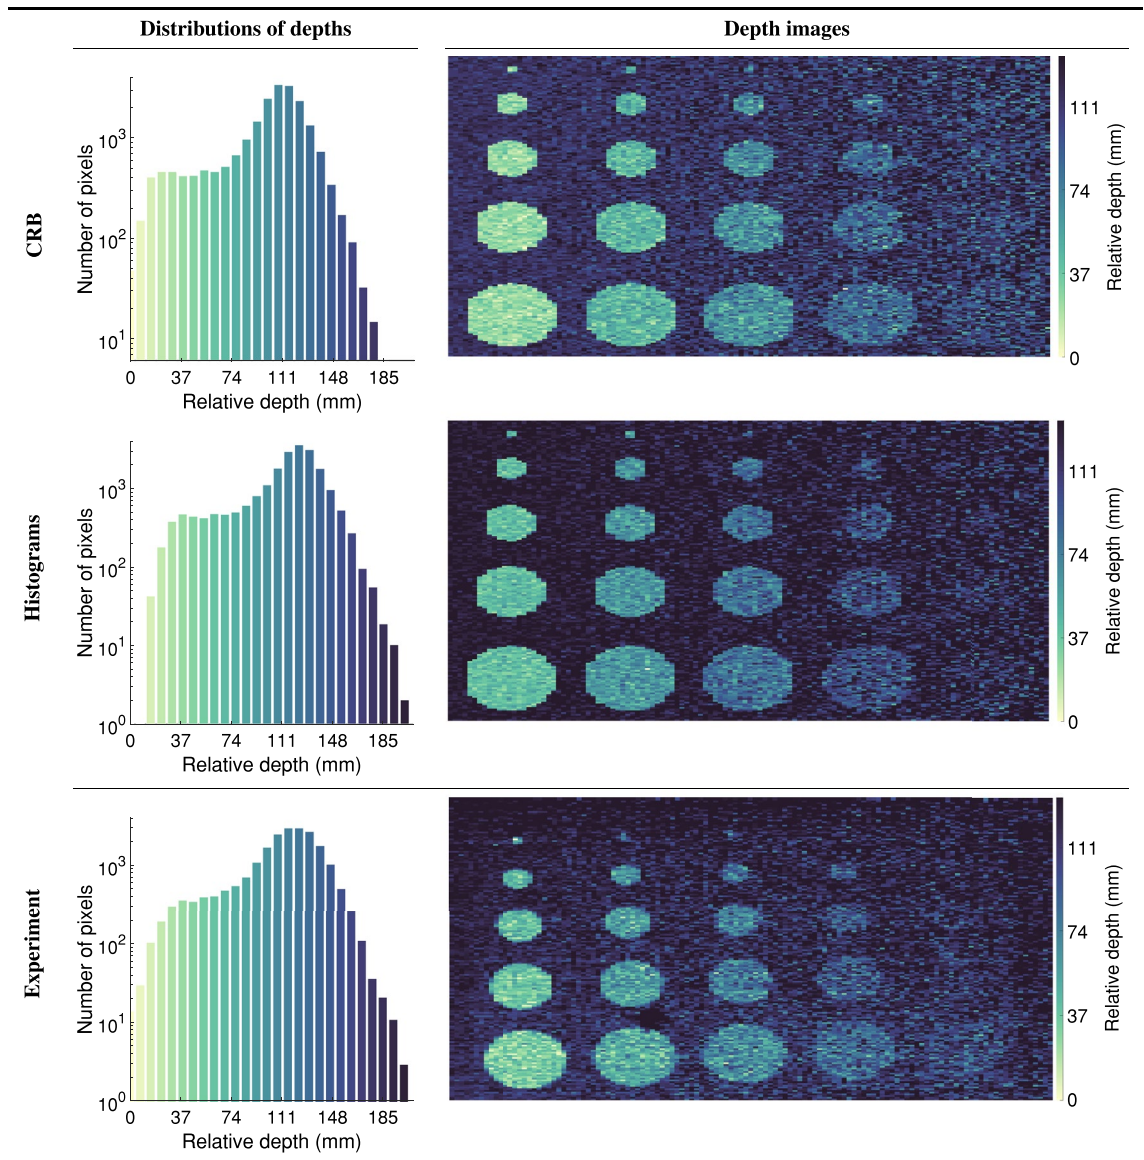 Distributions of depths
Depth images
CRB
Number of pixels
10^3
10^2
10^1
0 37 74 111 148 185
Relative depth (mm)
111
74
37
0
Relative depth (mm)
Histograms
Number of pixels
10^3
10^2
10^1
10^0
0 37 74 111 148 185
Relative depth (mm)
111
74
37
0
Relative depth (mm)
Experiment
Number of pixels
10^3
10^2
10^1
10^0
0 37 74 111 148 185
Relative depth (mm)
111
74
37
0
Relative depth (mm)